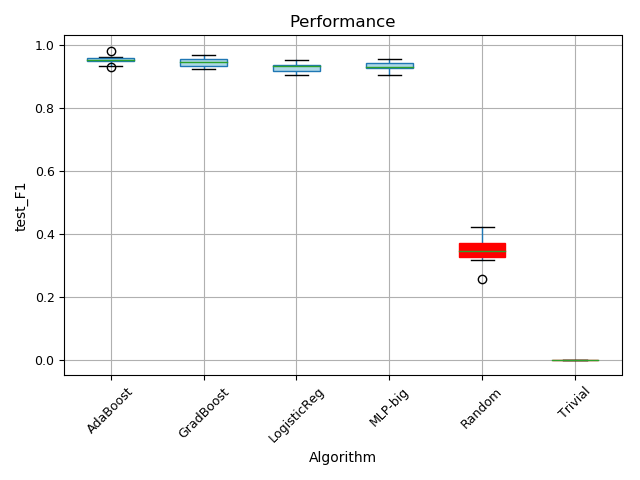 Performance
1.0
0.8
0.6
0.4
0.2
0.0
test_F1
AdaBoost
GradBoost
LogisticReg
MLP-big
Random
Trivial
Algorithm